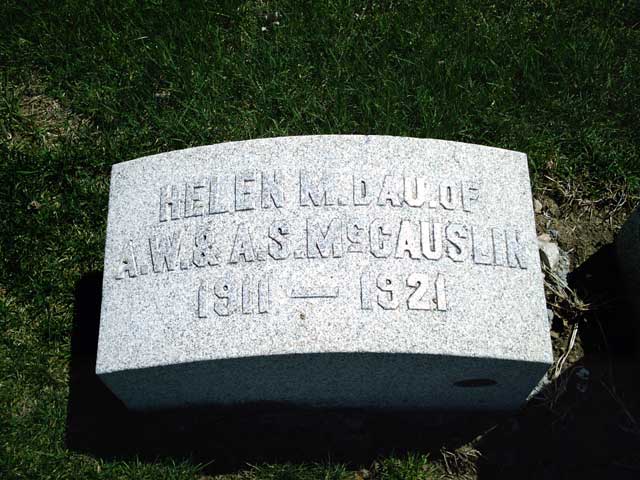 HELEN M. DAU. OF
A. W. & A. S. McCAUSLIN
1911 — 1921